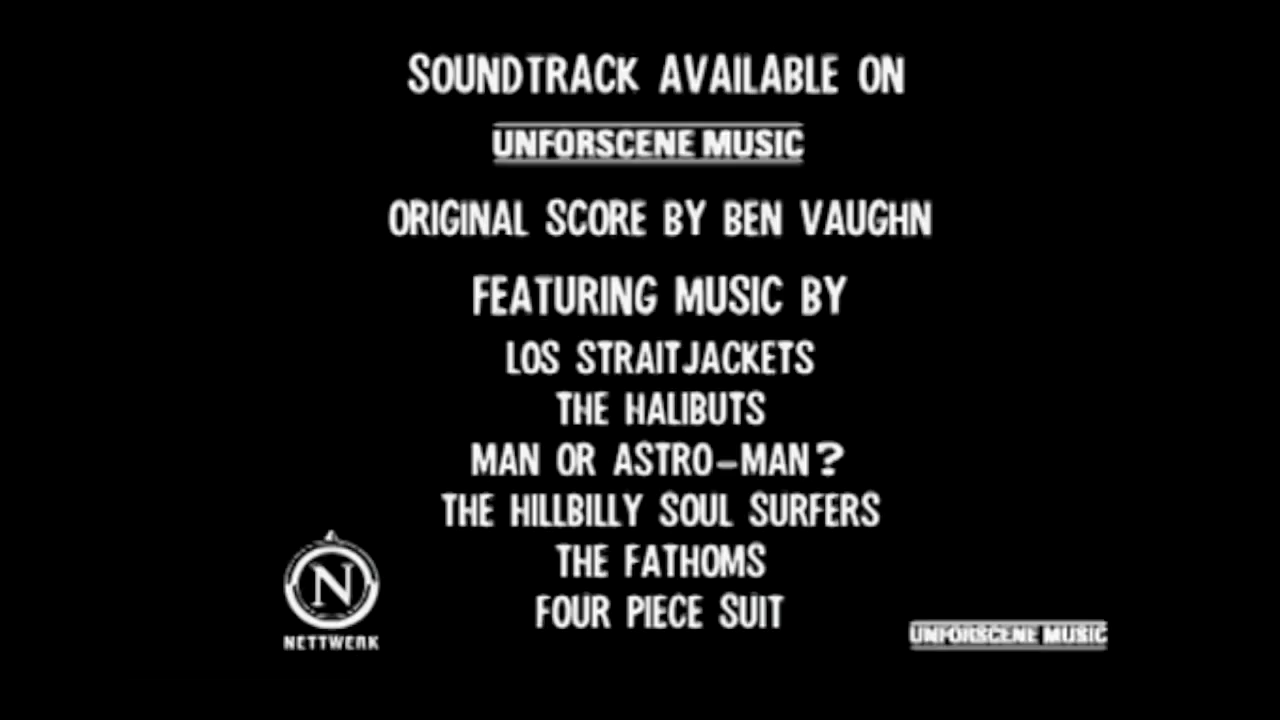 SOUNDTRACK AVAILABLE ON
UNFORSCENE MUSIC
ORIGINAL SCORE BY BEN VAUGHN
FEATURING MUSIC BY
LOS STRAITJACKETS
THE HALIBUTS
MAN OR ASTRO-MAN?
THE HILLBILLY SOUL SURFERS
THE FATHOMS
FOUR PIECE SUIT
N
NETTWERK
UNFORSCENE MUSIC